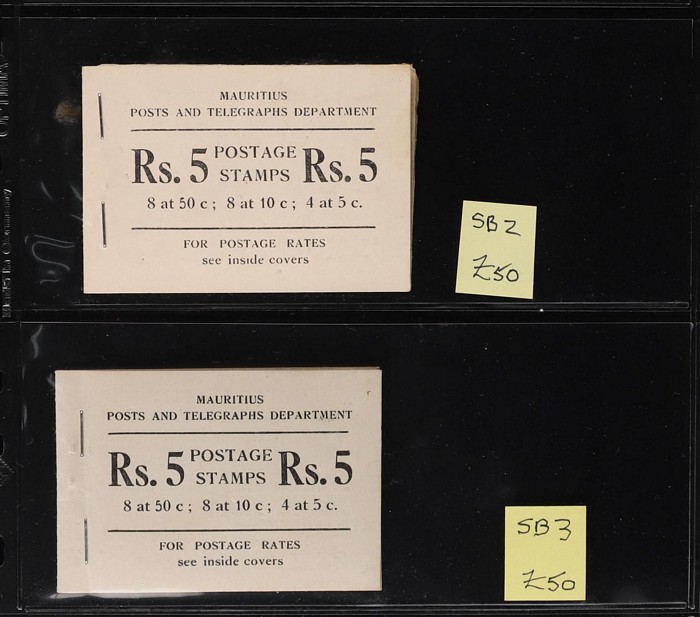 MAURITIUS
POSTS AND TELEGRAPHS DEPARTMENT
Rs. 5 POSTAGE STAMPS Rs. 5
8 at 50 c ; 8 at 10 c ; 4 at 5 c.
FOR POSTAGE RATES
see inside covers
SB2
£50
MAURITIUS
POSTS AND TELEGRAPHS DEPARTMENT
Rs. 5 POSTAGE STAMPS Rs. 5
8 at 50 c ; 8 at 10 c ; 4 at 5 c.
FOR POSTAGE RATES
see inside covers
SB3
£50